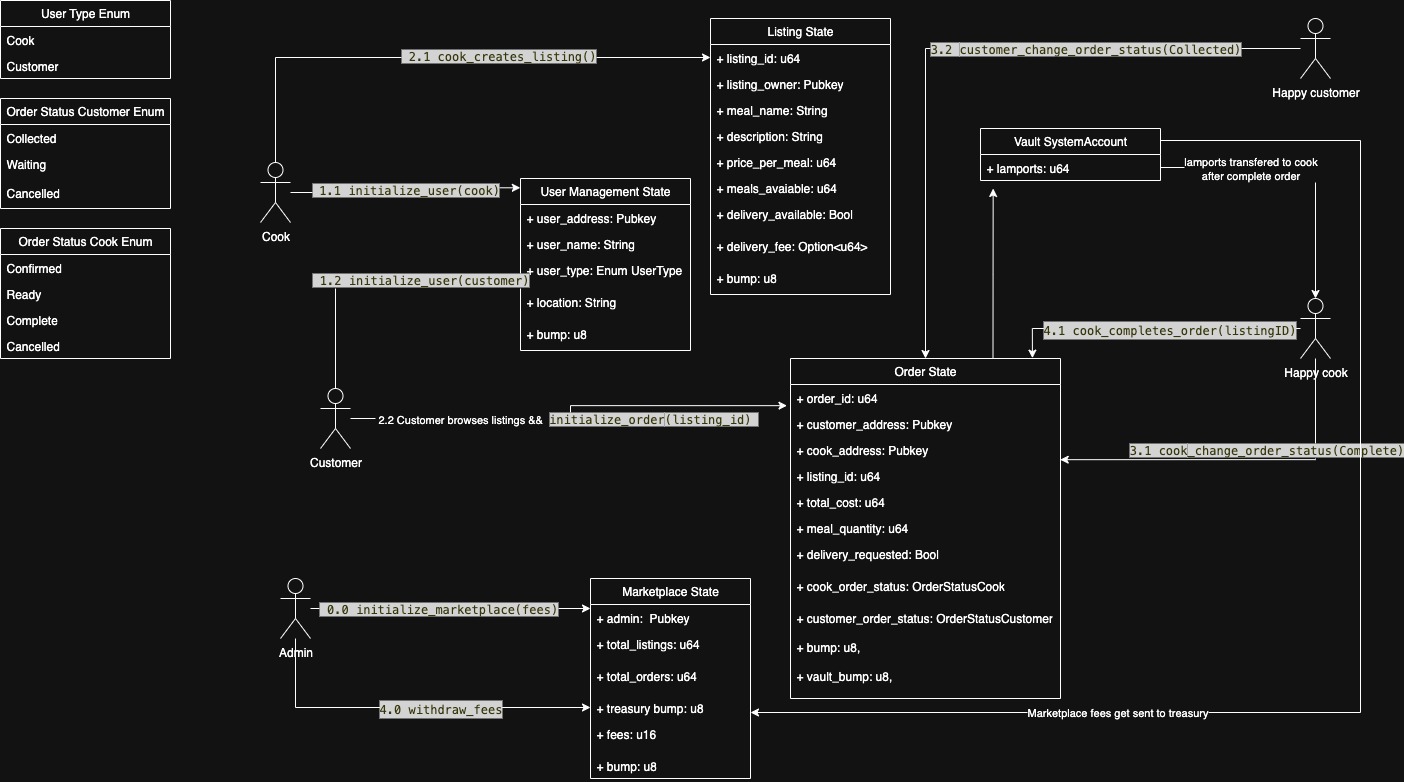 User Type Enum
Cook
Customer
Order Status Customer Enum
Collected
Waiting
Cancelled
Order Status Cook Enum
Confirmed
Ready
Complete
Cancelled
2.1 cook_creates_listing()
Cook
1.1 initialize_user(cook)
1.2 initialize_user(customer)
Customer
2.2 Customer browses listings &&
initialize_order(listing_id)
User Management State
+ user_address: Pubkey
+ user_name: String
+ user_type: Enum UserType
+ location: String
+ bump: u8
Listing State
+ listing_id: u64
+ listing_owner: Pubkey
+ meal_name: String
+ description: String
+ price_per_meal: u64
+ meals_avaiable: u64
+ delivery_available: Bool
+ delivery_fee: Option<u64>
+ bump: u8
3.2 customer_change_order_status(Collected)
Happy customer
Vault SystemAccount
+ lamports: u64
lamports transfered to cook
after complete order
4.1 cook_completes_order(listingID)
Happy cook
3.1 cook_change_order_status(Complete)
Order State
+ order_id: u64
+ customer_address: Pubkey
+ cook_address: Pubkey
+ listing_id: u64
+ total_cost: u64
+ meal_quantity: u64
+ delivery_requested: Bool
+ cook_order_status: OrderStatusCook
+ customer_order_status: OrderStatusCustomer
+ bump: u8,
+ vault_bump: u8,
Admin
0.0 initialize_marketplace(fees)
4.0 withdraw_fees
Marketplace State
+ admin: Pubkey
+ total_listings: u64
+ total_orders: u64
+ treasury bump: u8
+ fees: u16
+ bump: u8
Marketplace fees get sent to treasury